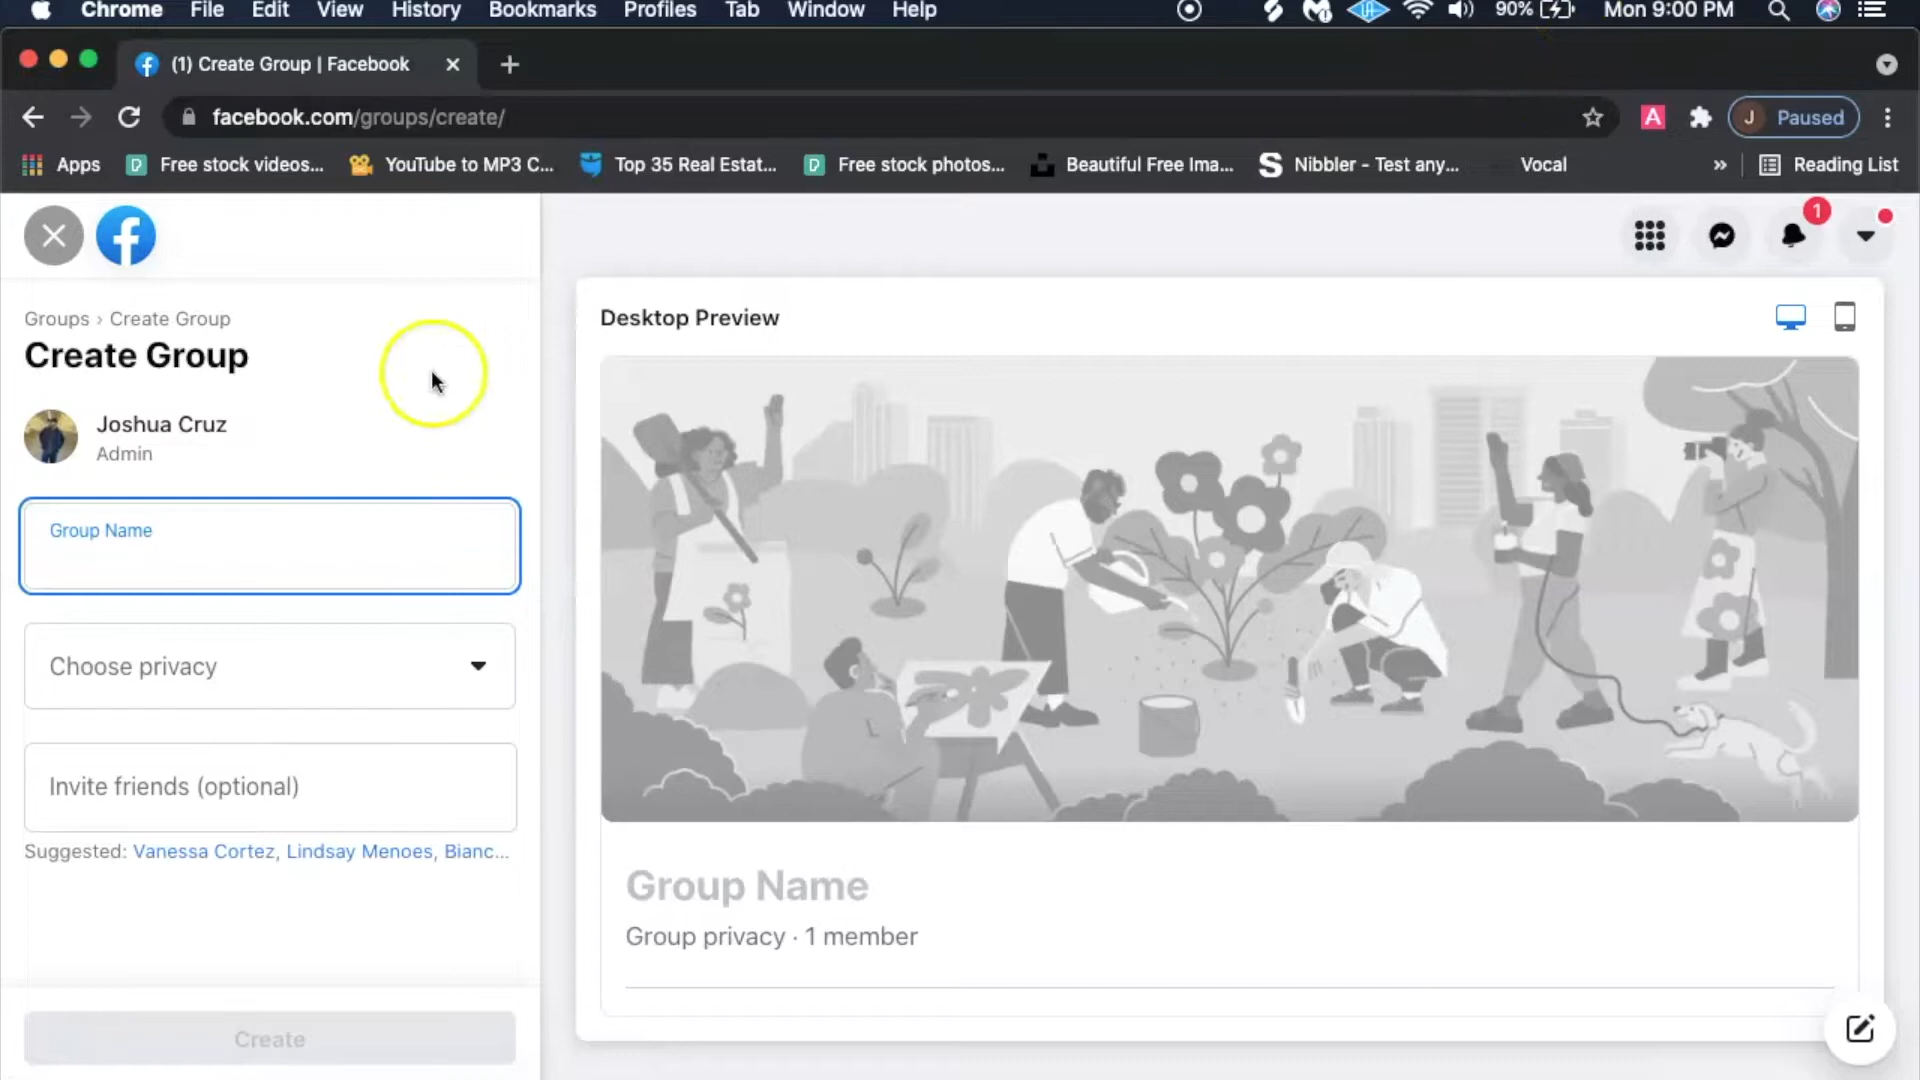 Chrome File Edit View History Bookmarks Profiles Tab Window Help 90% Mon 9:00 PM
(1) Create Group | Facebook
facebook.com/groups/create/ A J Paused
Apps Free stock videos... YouTube to MP3 C... Top 35 Real Estat... Free stock photos... Beautiful Free Ima... S Nibbler - Test any... Vocal » Reading List
1
Groups › Create Group
Create Group
Joshua Cruz
Admin
Group Name
Choose privacy
Invite friends (optional)
Suggested: Vanessa Cortez, Lindsay Menoes, Bianc...
Create
Desktop Preview
Group Name
Group privacy · 1 member